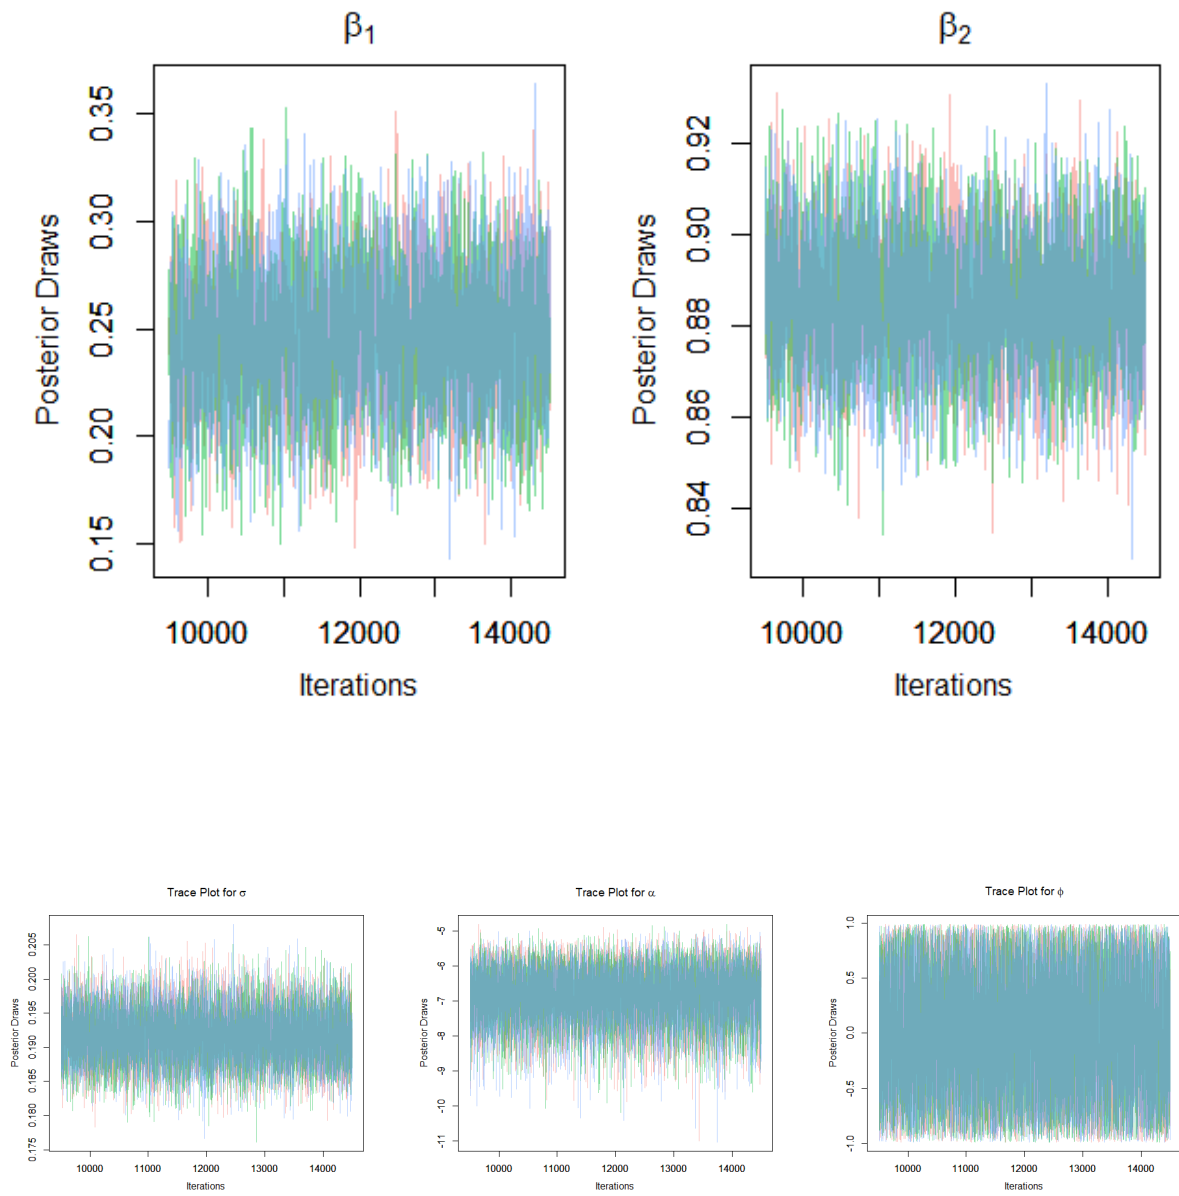 β1 β2
Posterior Draws
0.35
0.30
0.25
0.20
0.15
10000 12000 14000
Iterations
Posterior Draws
0.92
0.90
0.88
0.86
0.84
10000 12000 14000
Iterations
Trace Plot for σ
Posterior Draws
0.205
0.200
0.195
0.190
0.185
0.180
0.175
10000 11000 12000 13000 14000
Iterations
Trace Plot for α
Posterior Draws
-5
-6
-7
-8
-9
-10
-11
10000 11000 12000 13000 14000
Iterations
Trace Plot for ϕ
Posterior Draws
1.0
0.5
0.0
-0.5
-1.0
10000 11000 12000 13000 14000
Iterations